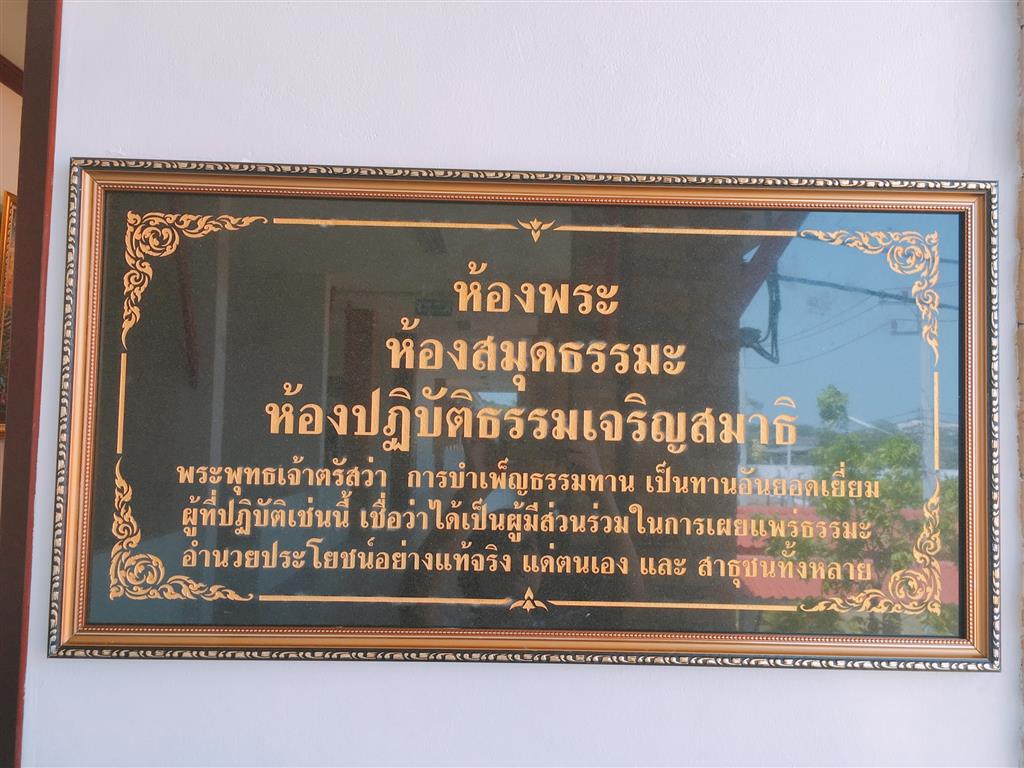 ห้องพระ
ห้องสมุดธรรมะ
ห้องปฏิบัติธรรมเจริญสมาธิ
พระพุทธเจ้าตรัสว่า การบำเพ็ญธรรมทาน เป็นทานอันยอดเยี่ยม
ผู้ที่ปฏิบัติเช่นนี้ เชื่อว่าได้เป็นผู้มีส่วนร่วมในการเผยแพร่ธรรมะ
อำนวยประโยชน์อย่างแท้จริง แด่ตนเอง และ สาธุชนทั้งหลาย